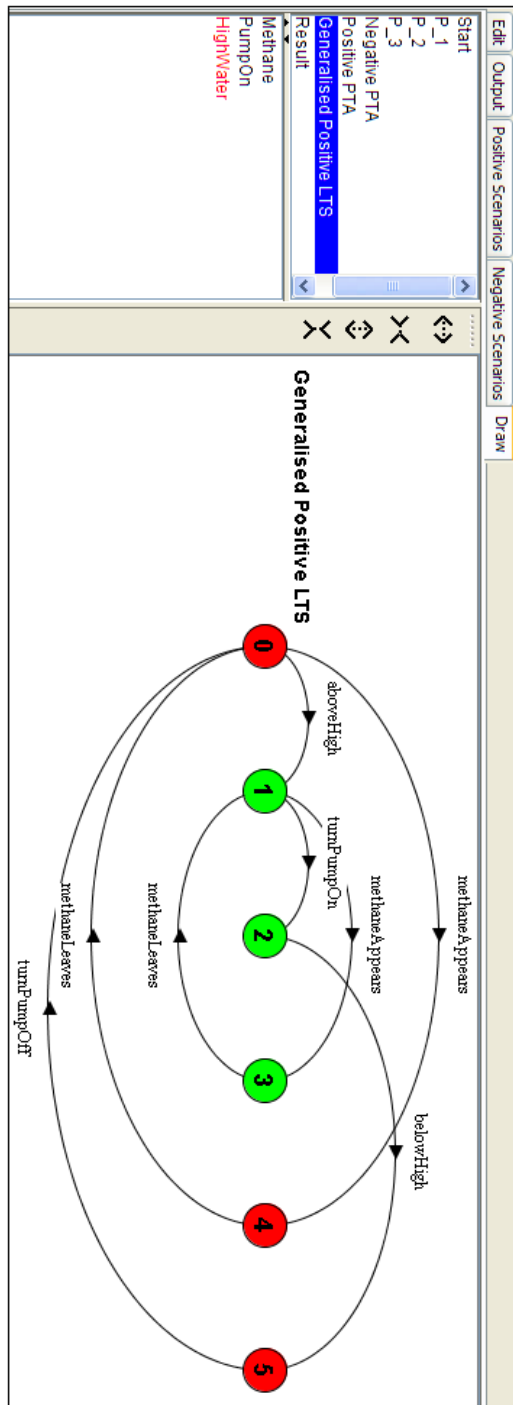 Edit Output Positive Scenarios Negative Scenarios Draw
Start
P_1
P_2
P_3
Negative PTA
Positive PTA
Generalised Positive LTS
Result
Methane
PumpOn
HighWater
Generalised Positive LTS
methaneAppears
belowHigh
methaneAppears
aboveHigh
turnPumpOn
0 1 2 3 4 5
methaneLeaves
methaneLeaves
turnPumpOff